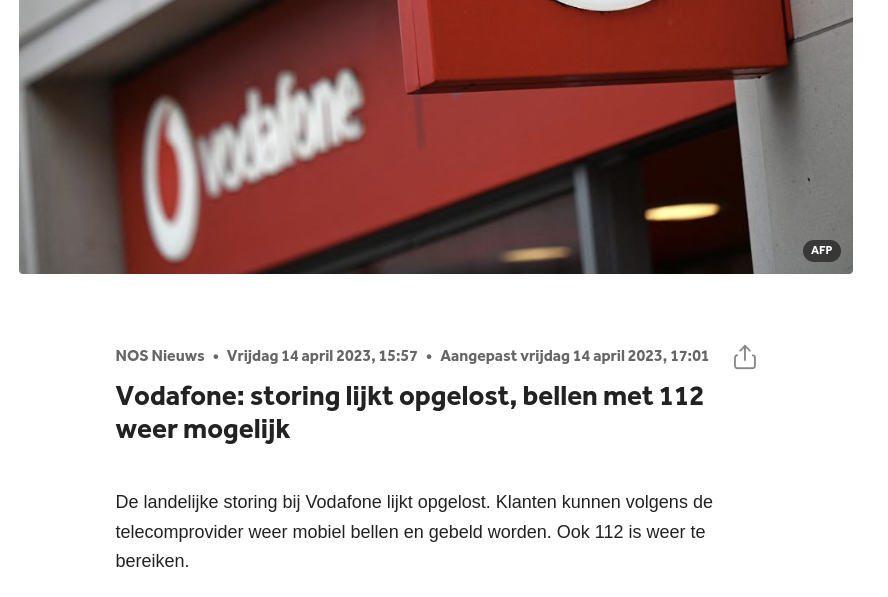 vodafone
AFP
NOS Nieuws • Vrijdag 14 april 2023, 15:57 • Aangepast vrijdag 14 april 2023, 17:01
Vodafone: storing lijkt opgelost, bellen met 112
weer mogelijk
De landelijke storing bij Vodafone lijkt opgelost. Klanten kunnen volgens de
telecomprovider weer mobiel bellen en gebeld worden. Ook 112 is weer te
bereiken.